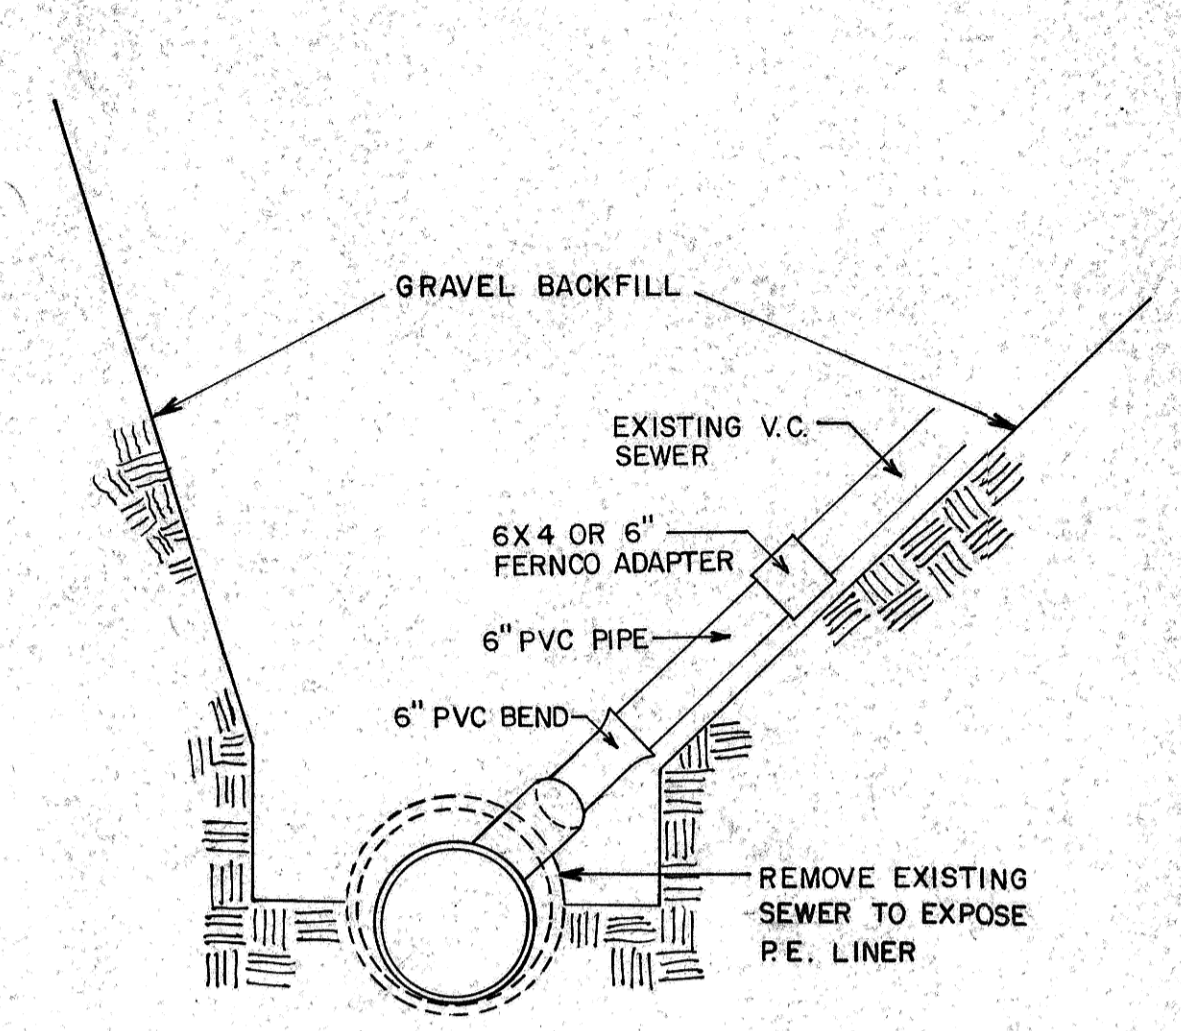 GRAVEL BACKFILL
EXISTING V.C.
SEWER
6X4 OR 6"
FERNCO ADAPTER
6" PVC PIPE
6" PVC BEND
REMOVE EXISTING
SEWER TO EXPOSE
P.E. LINER